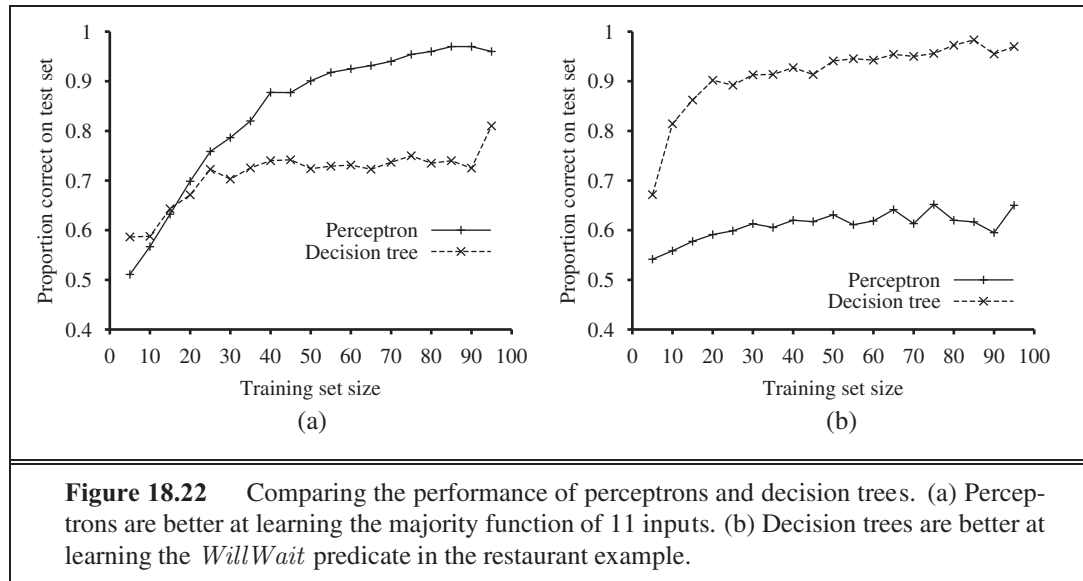 Proportion correct on test set
1
0.9
0.8
0.7
0.6
0.5
0.4
0 10 20 30 40 50 60 70 80 90 100
Training set size
Perceptron
Decision tree
(a)
Proportion correct on test set
1
0.9
0.8
0.7
0.6
0.5
0.4
0 10 20 30 40 50 60 70 80 90 100
Training set size
Perceptron
Decision tree
(b)
Figure 18.22 Comparing the performance of perceptrons and decision trees. (a) Percep-
trons are better at learning the majority function of 11 inputs. (b) Decision trees are better at
learning the WillWait predicate in the restaurant example.